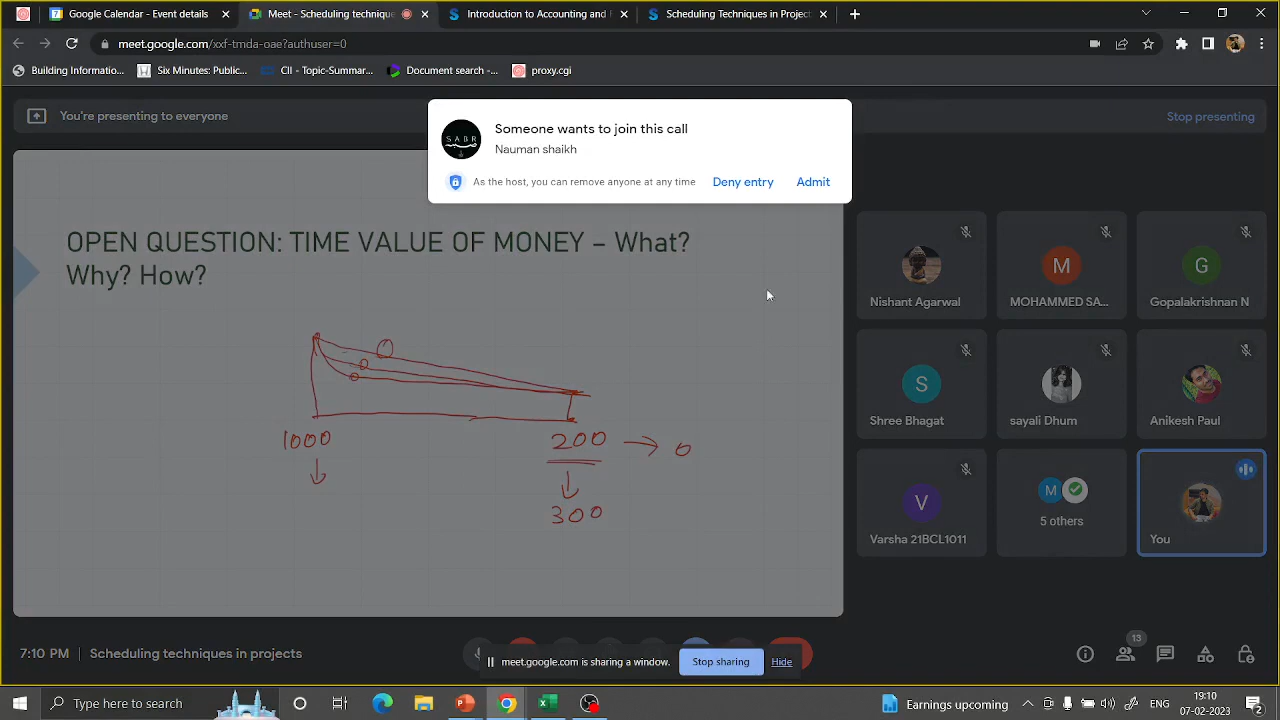 Google Calendar - Event details
Meet - Scheduling technique
Introduction to Accounting and F
Scheduling Techniques in Project
meet.google.com/xxf-tmda-oae?authuser=0
Building Informatio...
Six Minutes: Public...
CII - Topic-Summar...
Document search -...
proxy.cgi
You're presenting to everyone
Stop presenting
SABR
Someone wants to join this call
Nauman shaikh
As the host, you can remove anyone at any time
Deny entry
Admit
OPEN QUESTION: TIME VALUE OF MONEY – What?
Why? How?
1000
200 → 0
300
Nishant Agarwal
M
MOHAMMED SA...
G
Gopalakrishnan N
S
Shree Bhagat
sayali Dhum
Anikesh Paul
V
Varsha 21BCL1011
M
5 others
You
7:10 PM
Scheduling techniques in projects
meet.google.com is sharing a window.
Stop sharing
Hide
13
Type here to search
Earnings upcoming
ENG
19:10
07-02-2023
2